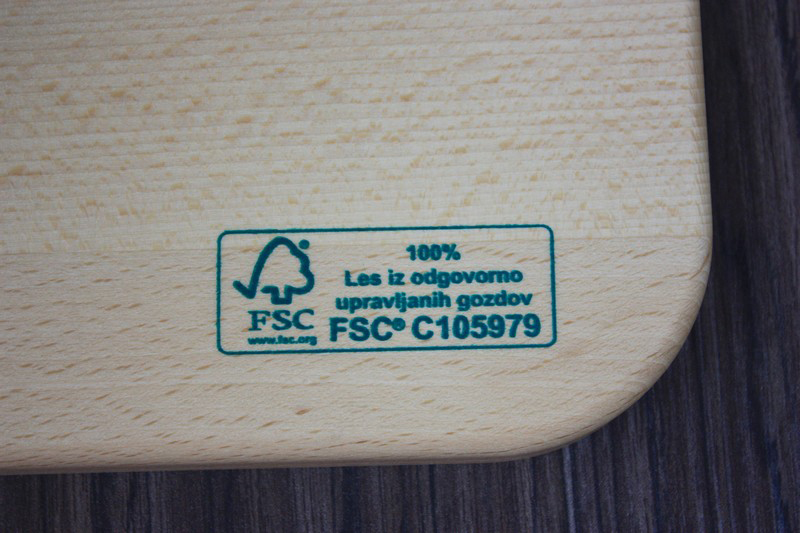 FSC
www.fsc.org
100%
Les iz odgovorno
upravljanih gozdov
FSC® C105979